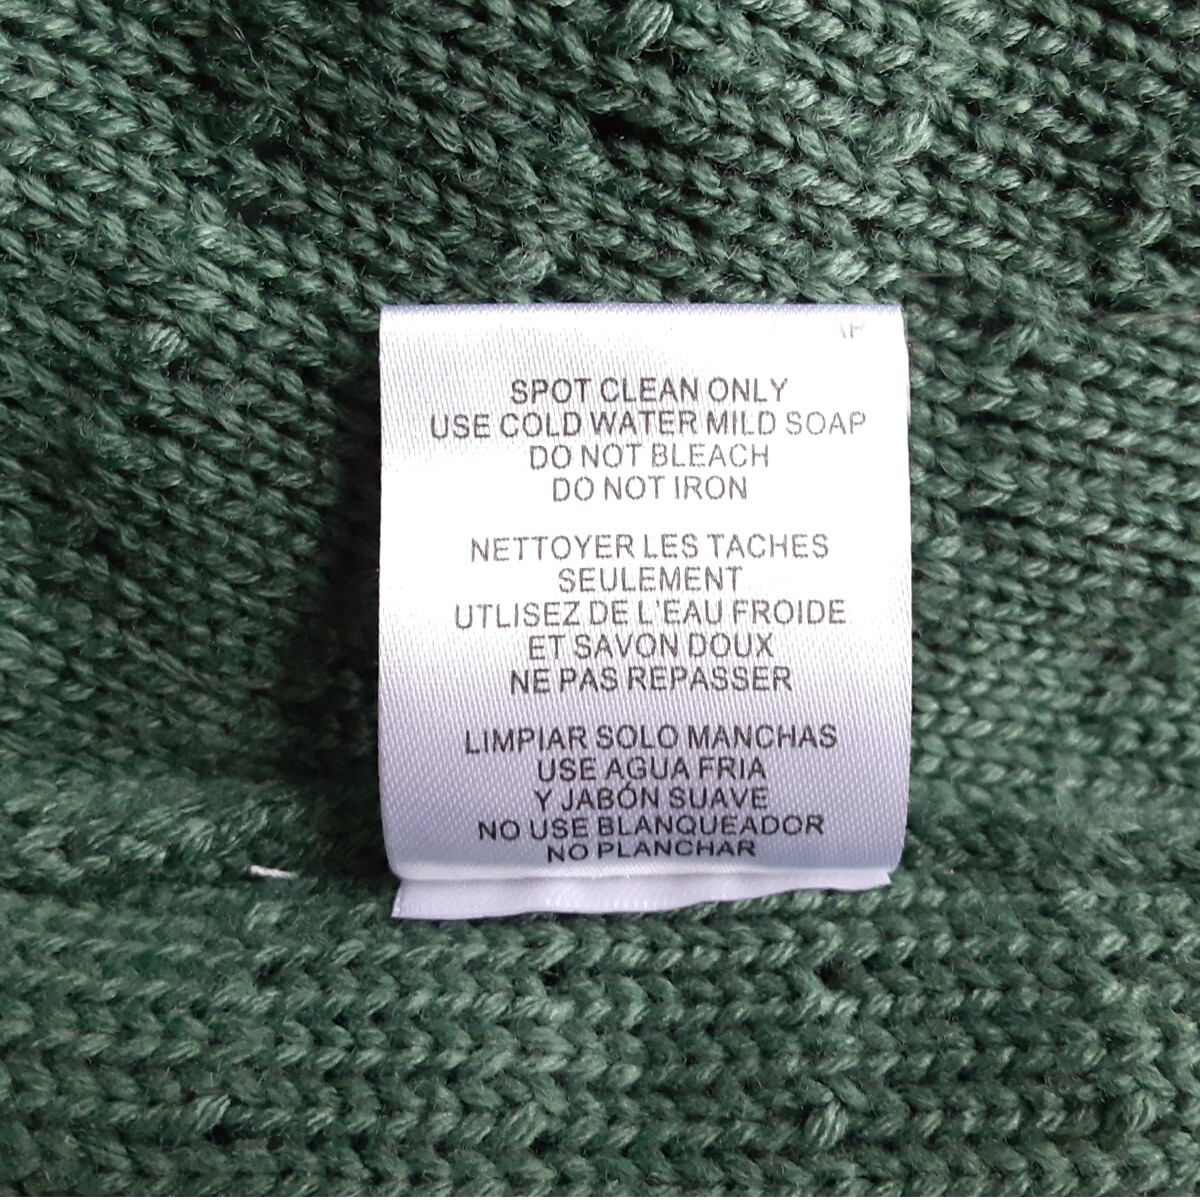 SPOT CLEAN ONLY
USE COLD WATER MILD SOAP
DO NOT BLEACH
DO NOT IRON
NETTOYER LES TACHES
SEULEMENT
UTLISEZ DE L'EAU FROIDE
ET SAVON DOUX
NE PAS REPASSER
LIMPIAR SOLO MANCHAS
USE AGUA FRIA
Y JABÓN SUAVE
NO USE BLANQUEADOR
NO PLANCHAR